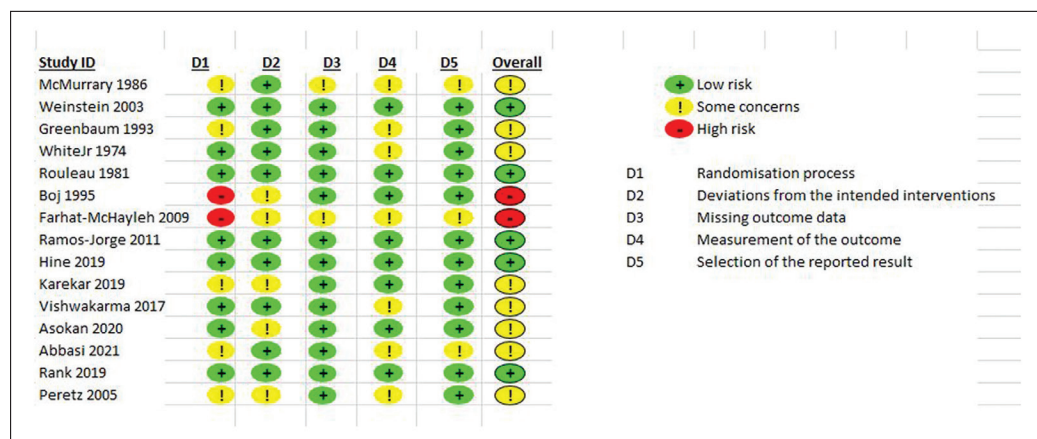 Study ID D1 D2 D3 D4 D5 Overall
McMurrary 1986 ! + ! ! ! !
Weinstein 2003 + + + + + +
Greenbaum 1993 ! + + ! + !
WhiteJr 1974 + + + ! + !
Rouleau 1981 + + + + + +
Boj 1995 - ! + + + -
Farhat-McHayleh 2009 - ! ! ! ! -
Ramos-Jorge 2011 + + + + + +
Hine 2019 + + + + + +
Karekar 2019 ! ! + + + !
Vishwakarma 2017 + + + ! + !
Asokan 2020 + ! + + + !
Abbasi 2021 ! + + ! ! !
Rank 2019 + + + + + +
Peretz 2005 ! ! + ! + !
+ Low risk
! Some concerns
- High risk
D1 Randomisation process
D2 Deviations from the intended interventions
D3 Missing outcome data
D4 Measurement of the outcome
D5 Selection of the reported result